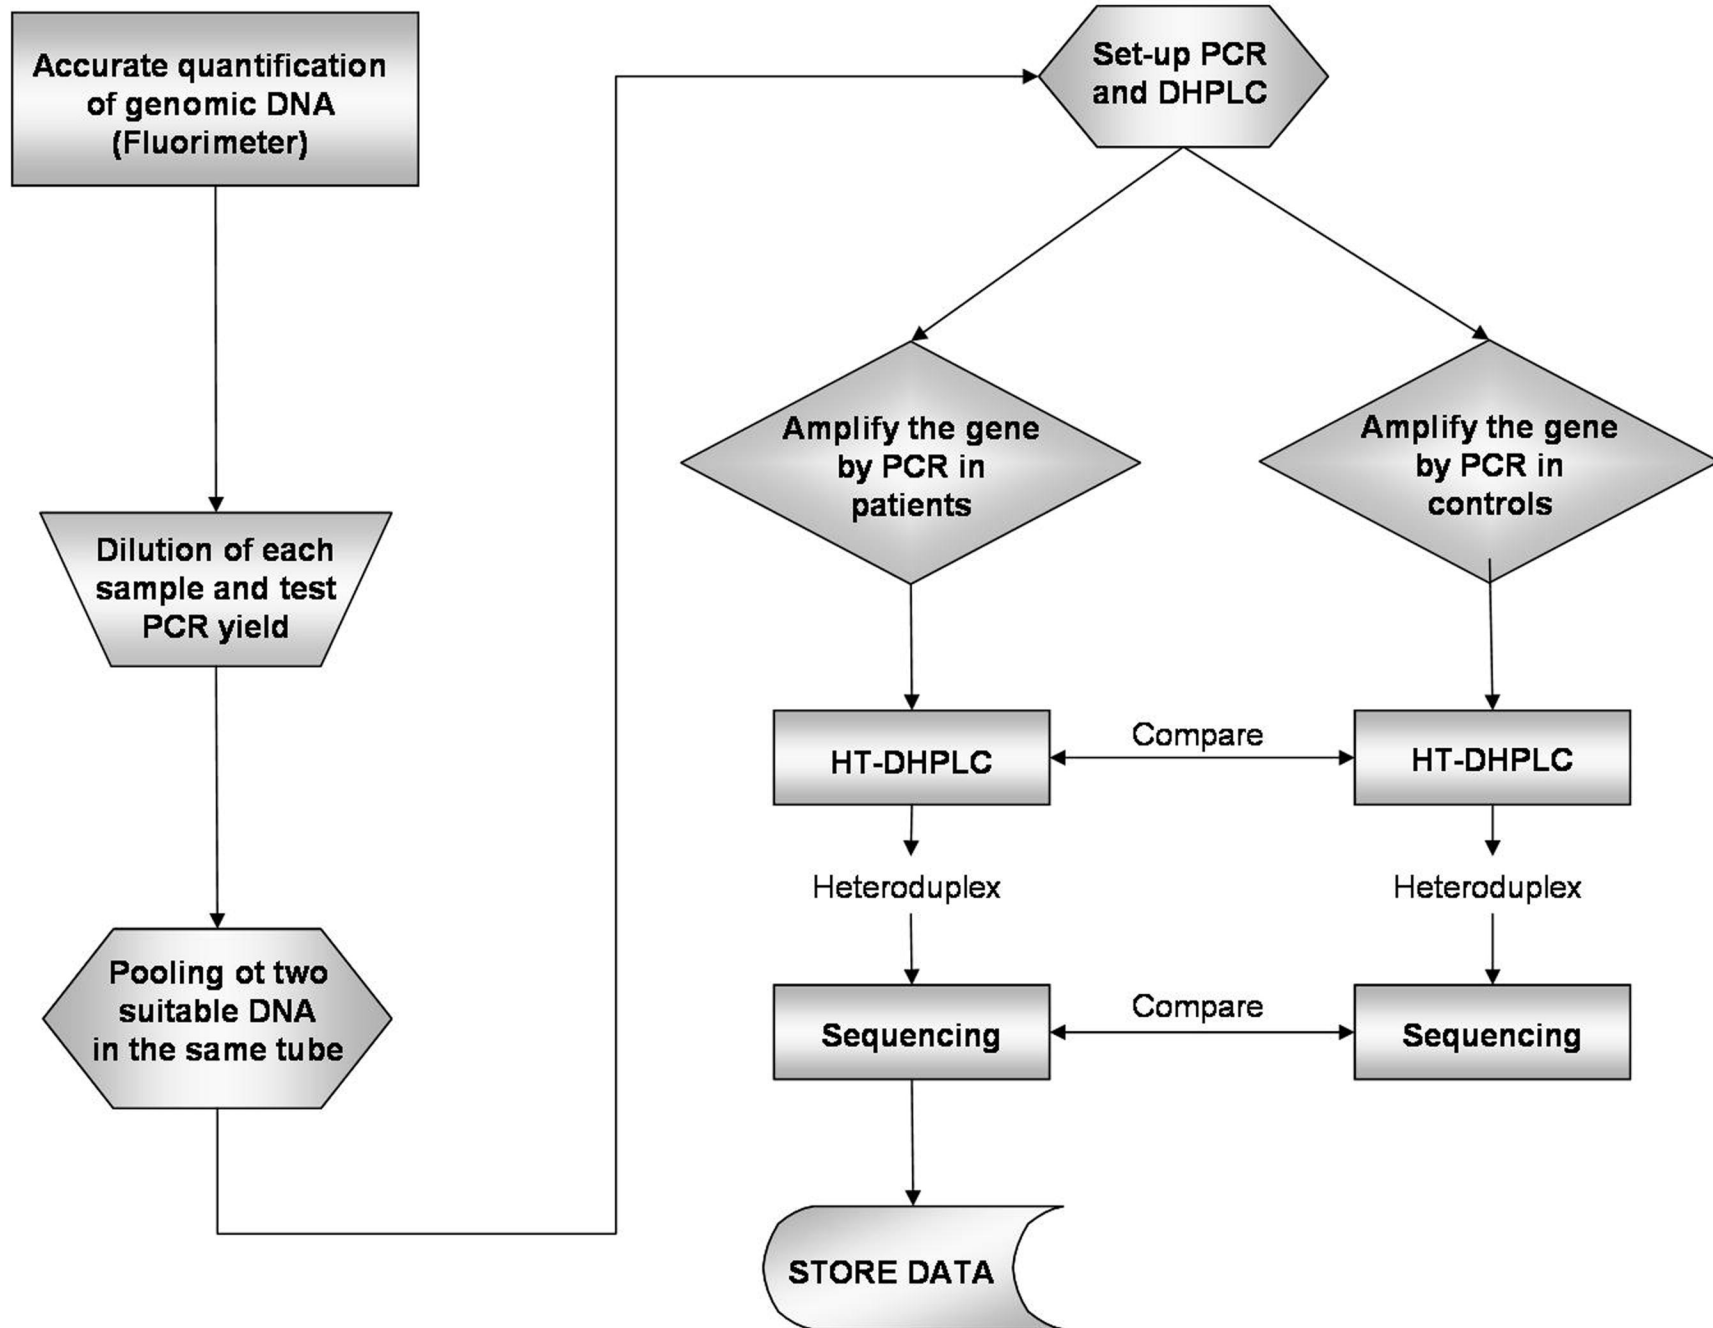 Accurate quantification
of genomic DNA
(Fluorimeter)
Dilution of each
sample and test
PCR yield
Pooling ot two
suitable DNA
in the same tube
Set-up PCR
and DHPLC
Amplify the gene
by PCR in
patients
Amplify the gene
by PCR in
controls
HT-DHPLC
Compare
HT-DHPLC
Heteroduplex
Heteroduplex
Sequencing
Compare
Sequencing
STORE DATA